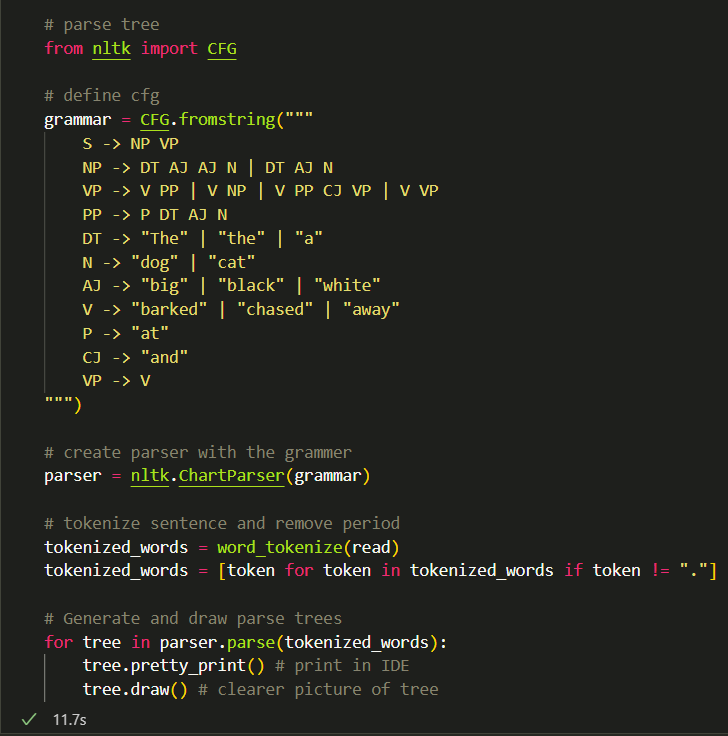 # parse tree
from nltk import CFG
# define cfg
grammar = CFG.fromstring("""
S -> NP VP
NP -> DT AJ AJ N | DT AJ N
VP -> V PP | V NP | V PP CJ VP | V VP
PP -> P DT AJ N
DT -> "The" | "the" | "a"
N -> "dog" | "cat"
AJ -> "big" | "black" | "white"
V -> "barked" | "chased" | "away"
P -> "at"
CJ -> "and"
VP -> V
""")
# create parser with the grammer
parser = nltk.ChartParser(grammar)
# tokenize sentence and remove period
tokenized_words = word_tokenize(read)
tokenized_words = [token for token in tokenized_words if token != "."]
# Generate and draw parse trees
for tree in parser.parse(tokenized_words):
tree.pretty_print() # print in IDE
tree.draw() # clearer picture of tree
✓ 11.7s